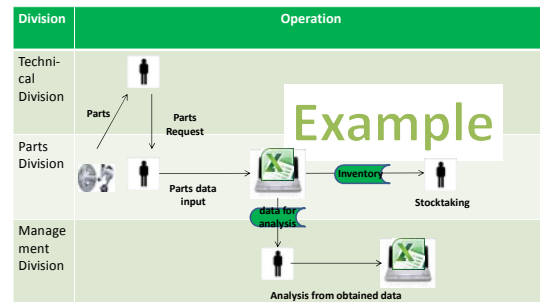 Division
Operation
Techni-
cal
Division
Parts
Parts
Request
Example
Parts
Division
Parts data
input
Inventory
Stocktaking
data for
analysis
Manage
ment
Division
Analysis from obtained data